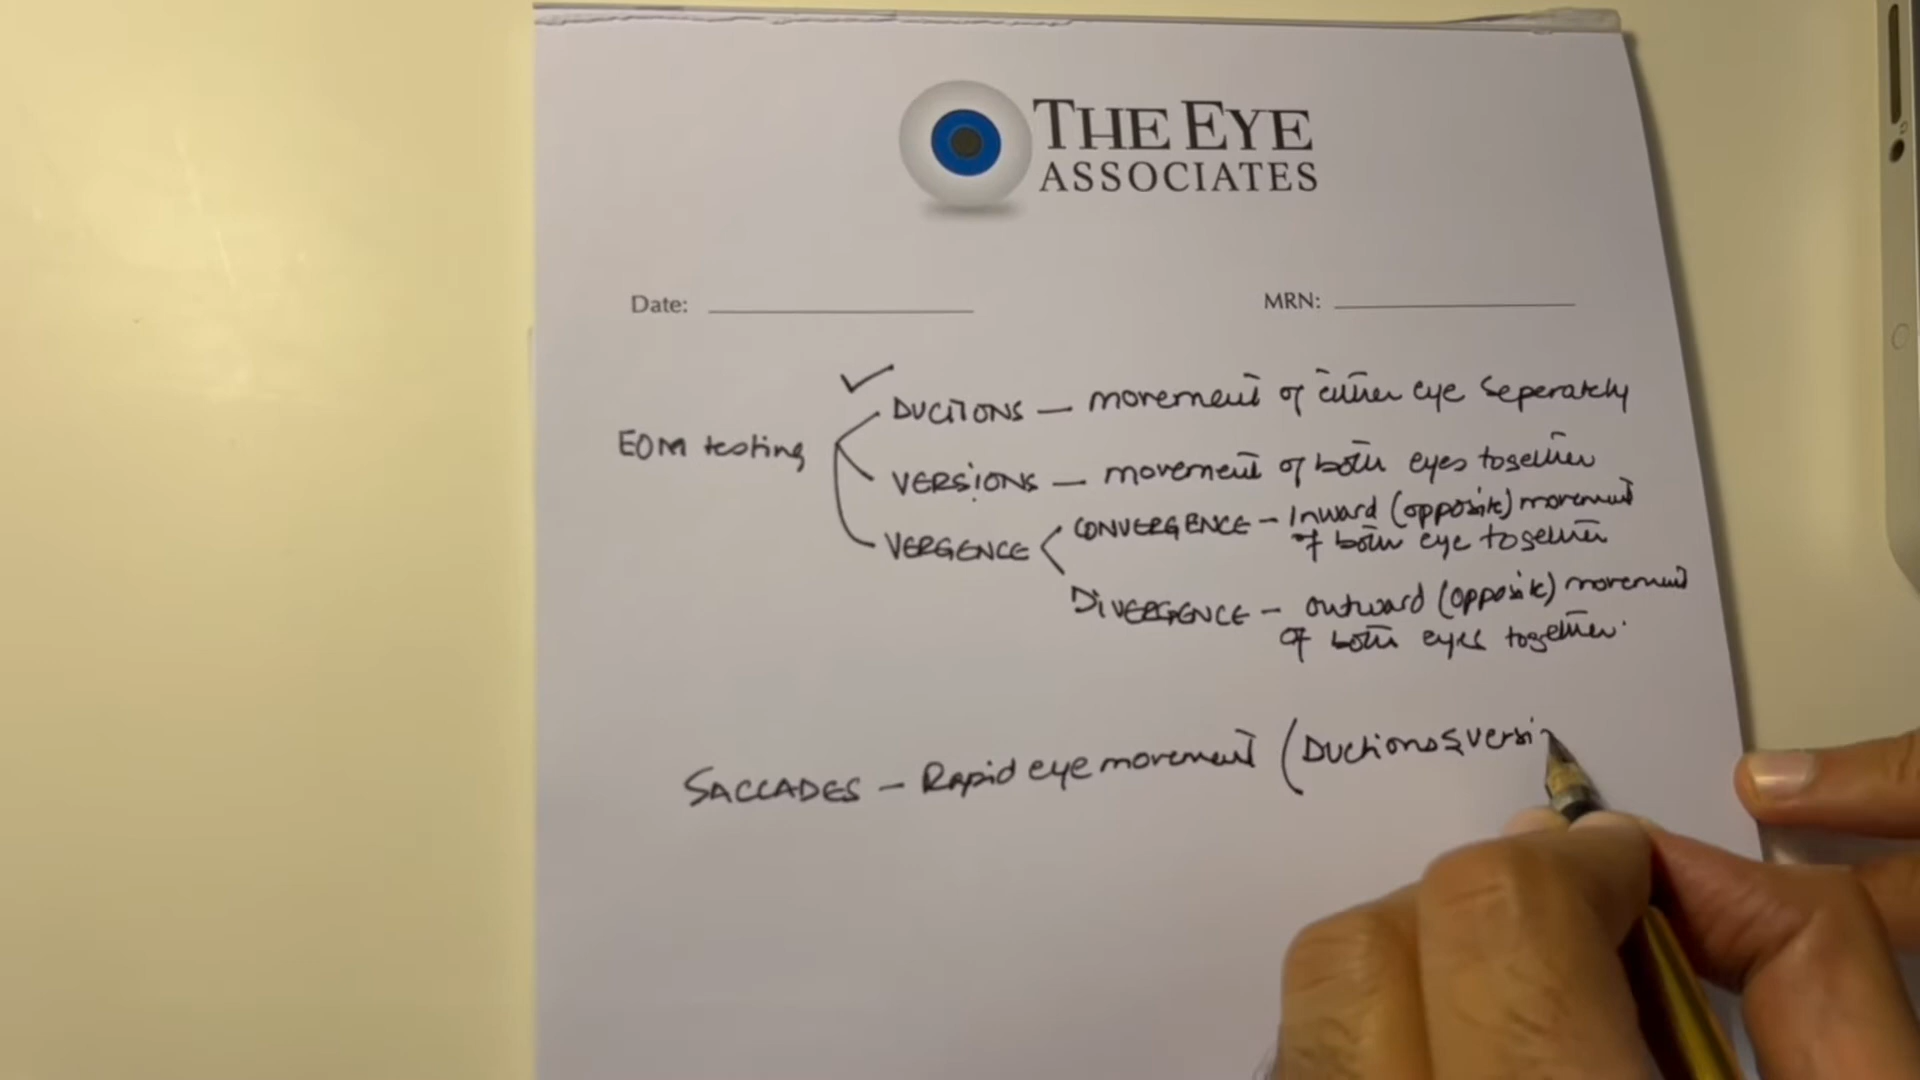 THE EYE
ASSOCIATES
Date: MRN:
EOM testing
DUCTIONS — movement of either eye seperately
VERSIONS — movement of both eyes together
VERGENCE
CONVERGENCE - Inward (opposite) movement
of both eye together
DIVERGENCE - outward (opposite) movement
of both eyes together.
SACCADES - Rapid eye movement (Ductions & versi